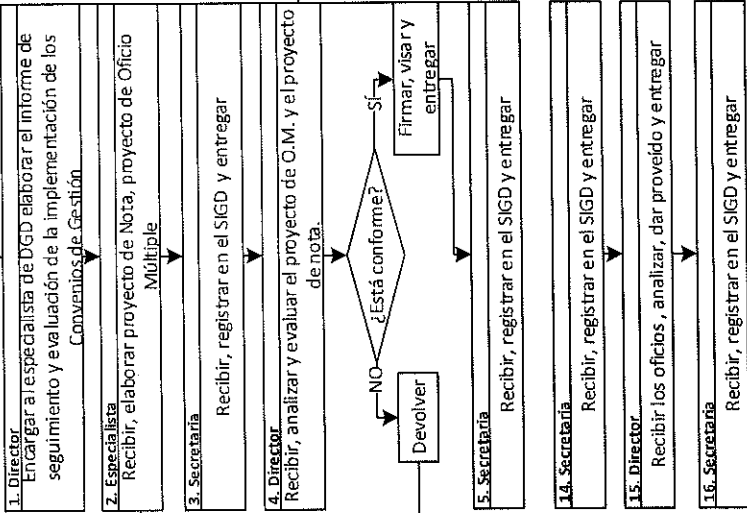 1. Director
Encargar al especialista de DGD elaborar el informe de
seguimiento y evaluación de la implementación de los
Convenios de Gestión
2. Especialista
Recibir, elaborar proyecto de Nota, proyecto de Oficio
Múltiple
3. Secretaria
Recibir, registrar en el SIGD y entregar
4. Director
Recibir, analizar y evaluar el proyecto de O.M. y el proyecto
de nota.
¿Está conforme?
NO
SÍ
Devolver
Firmar, visar y
entregar
5. Secretaria
Recibir, registrar en el SIGD y entregar
14. Secretaria
Recibir, registrar en el SIGD y entregar
15. Director
Recibir los oficios , analizar, dar proveído y entregar
16. Secretaria
Recibir, registrar en el SIGD y entregar